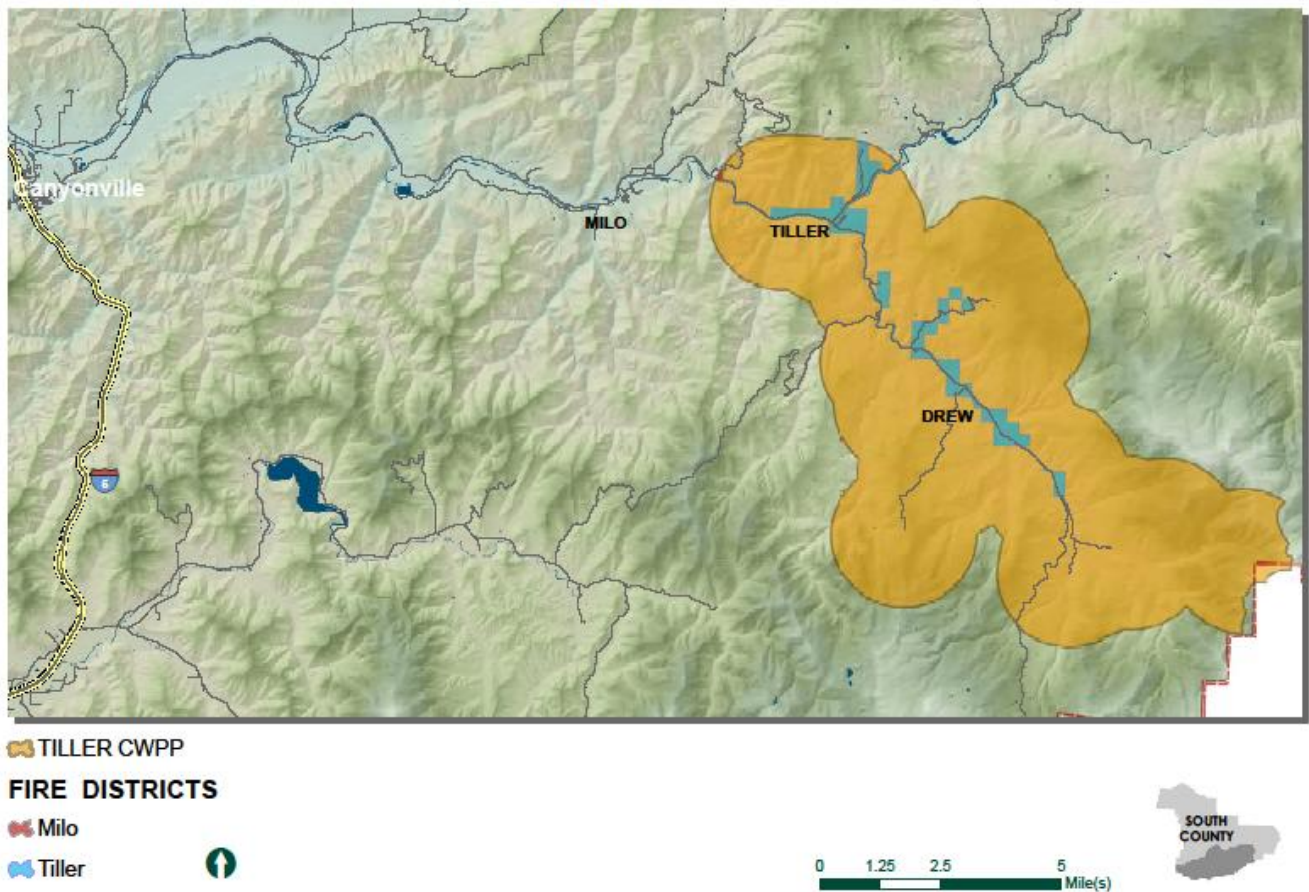 Canyonville
MILO
TILLER
DREW
6
TILLER CWPP
FIRE DISTRICTS
Milo
Tiller
0 1.25 2.5 5
Mile(s)
SOUTH
COUNTY